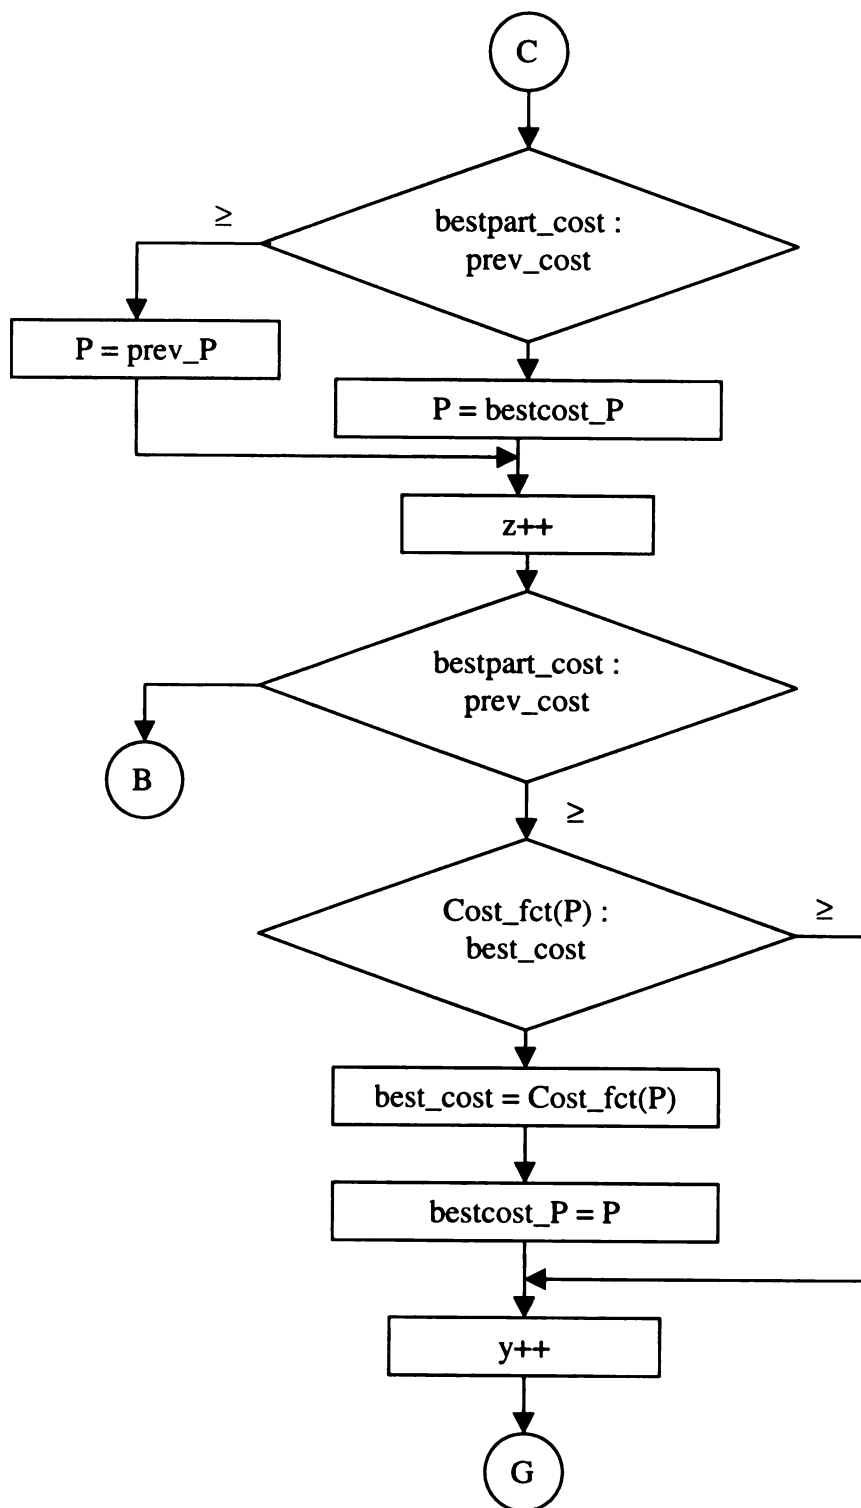 C
≥
bestpart_cost :
prev_cost
P = prev_P
P = bestcost_P
z++
bestpart_cost :
prev_cost
B
≥
Cost_fct(P) :
best_cost
≥
best_cost = Cost_fct(P)
bestcost_P = P
y++
G